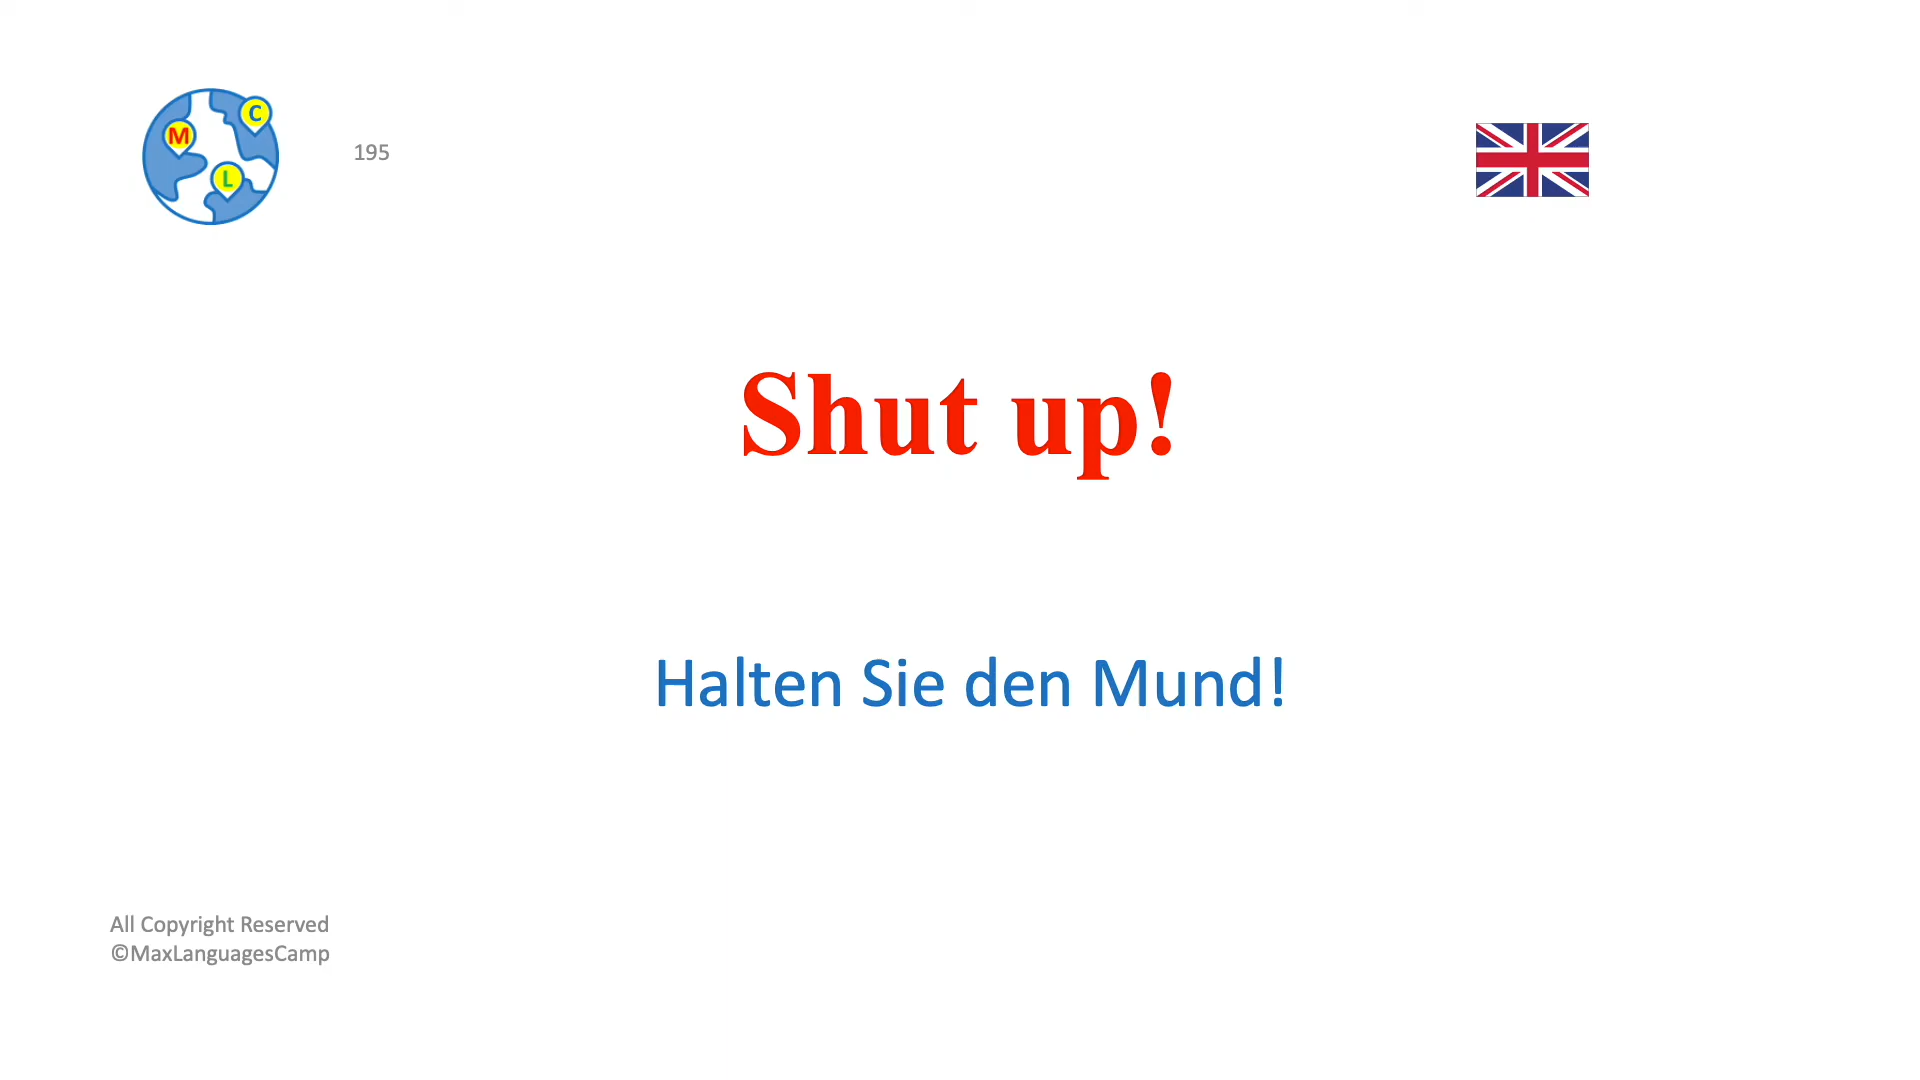 M
C
L
195
Shut up!
Halten Sie den Mund!
All Copyright Reserved
©MaxLanguagesCamp